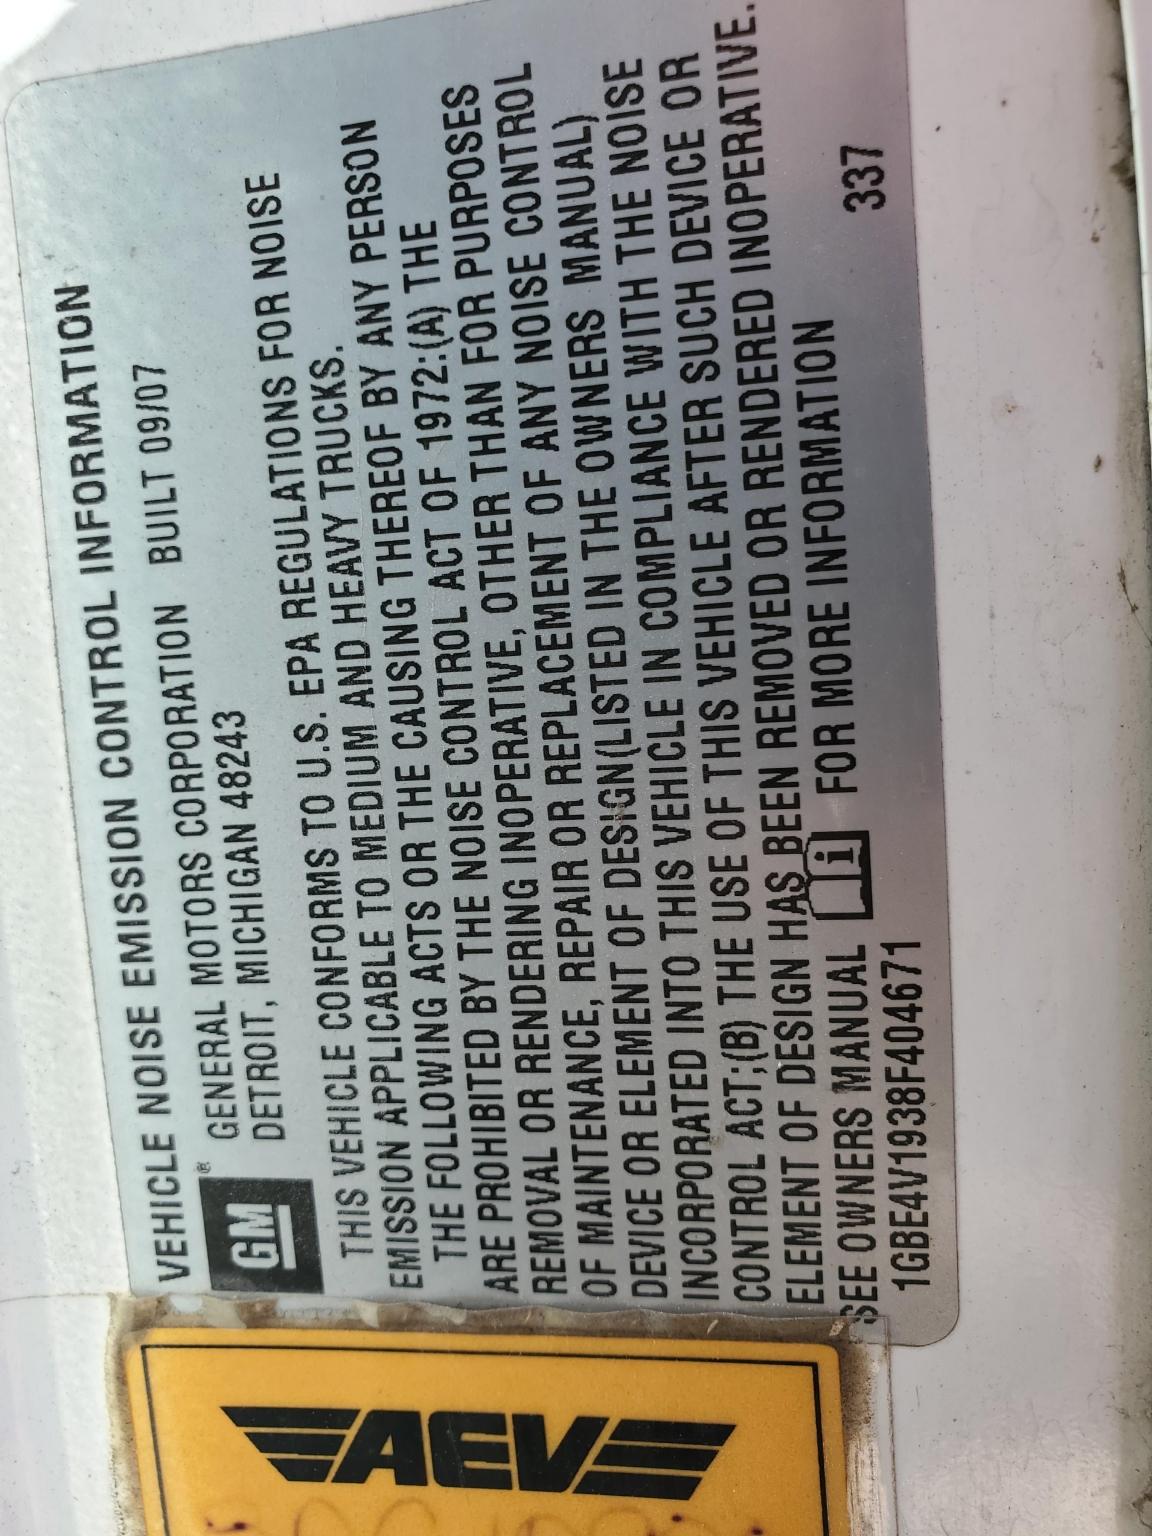 VEHICLE NOISE EMISSION CONTROL INFORMATION
GM ®
GENERAL MOTORS CORPORATION BUILT 09/07
DETROIT, MICHIGAN 48243
THIS VEHICLE CONFORMS TO U.S. EPA REGULATIONS FOR NOISE
EMISSION APPLICABLE TO MEDIUM AND HEAVY TRUCKS.
THE FOLLOWING ACTS OR THE CAUSING THEREOF BY ANY PERSON
ARE PROHIBITED BY THE NOISE CONTROL ACT OF 1972:(A) THE
REMOVAL OR RENDERING INOPERATIVE, OTHER THAN FOR PURPOSES
OF MAINTENANCE, REPAIR OR REPLACEMENT OF ANY NOISE CONTROL
DEVICE OR ELEMENT OF DESIGN(LISTED IN THE OWNERS MANUAL)
INCORPORATED INTO THIS VEHICLE IN COMPLIANCE WITH THE NOISE
CONTROL ACT;(B) THE USE OF THIS VEHICLE AFTER SUCH DEVICE OR
ELEMENT OF DESIGN HAS BEEN REMOVED OR RENDERED INOPERATIVE.
SEE OWNERS MANUAL i FOR MORE INFORMATION
1GBE4V1938F404671 337
AEV